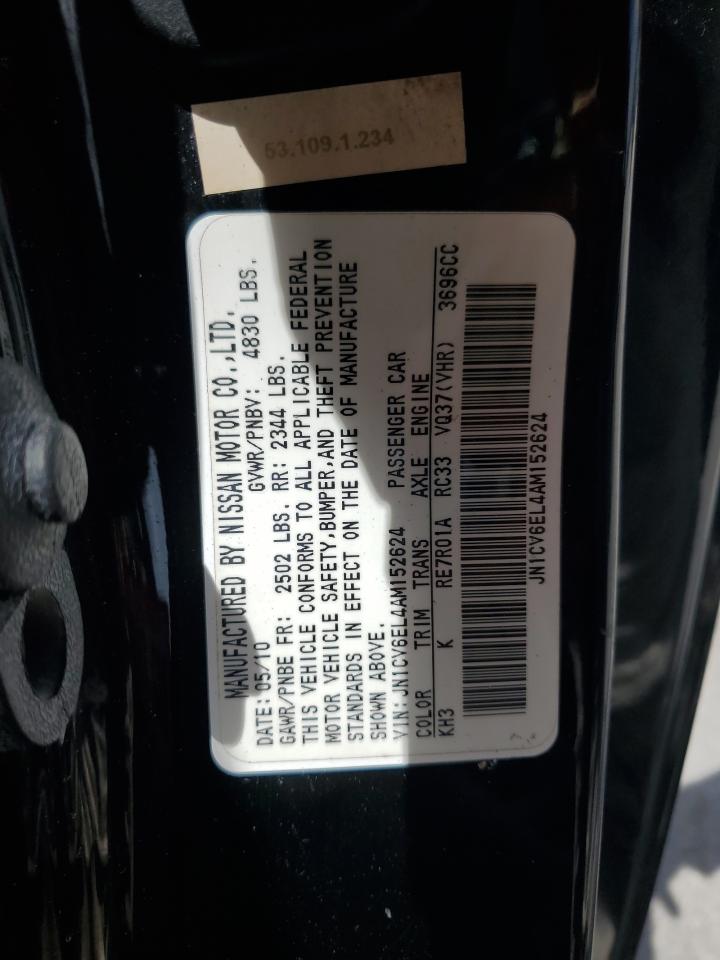 53.109.1.234
MANUFACTURED BY NISSAN MOTOR CO.,LTD.
DATE: 05/10 GVWR/PNBV: 4830 LBS.
GAWR/PNBE FR: 2502 LBS. RR: 2344 LBS.
THIS VEHICLE CONFORMS TO ALL APPLICABLE FEDERAL
MOTOR VEHICLE SAFETY,BUMPER,AND THEFT PREVENTION
STANDARDS IN EFFECT ON THE DATE OF MANUFACTURE
SHOWN ABOVE.
VIN: JN1CV6EL4AM152624 PASSENGER CAR
COLOR TRIM TRANS AXLE ENGINE
KH3 K RE7R01A RC33 VQ37(VHR) 3696CC
JN1CV6EL4AM152624